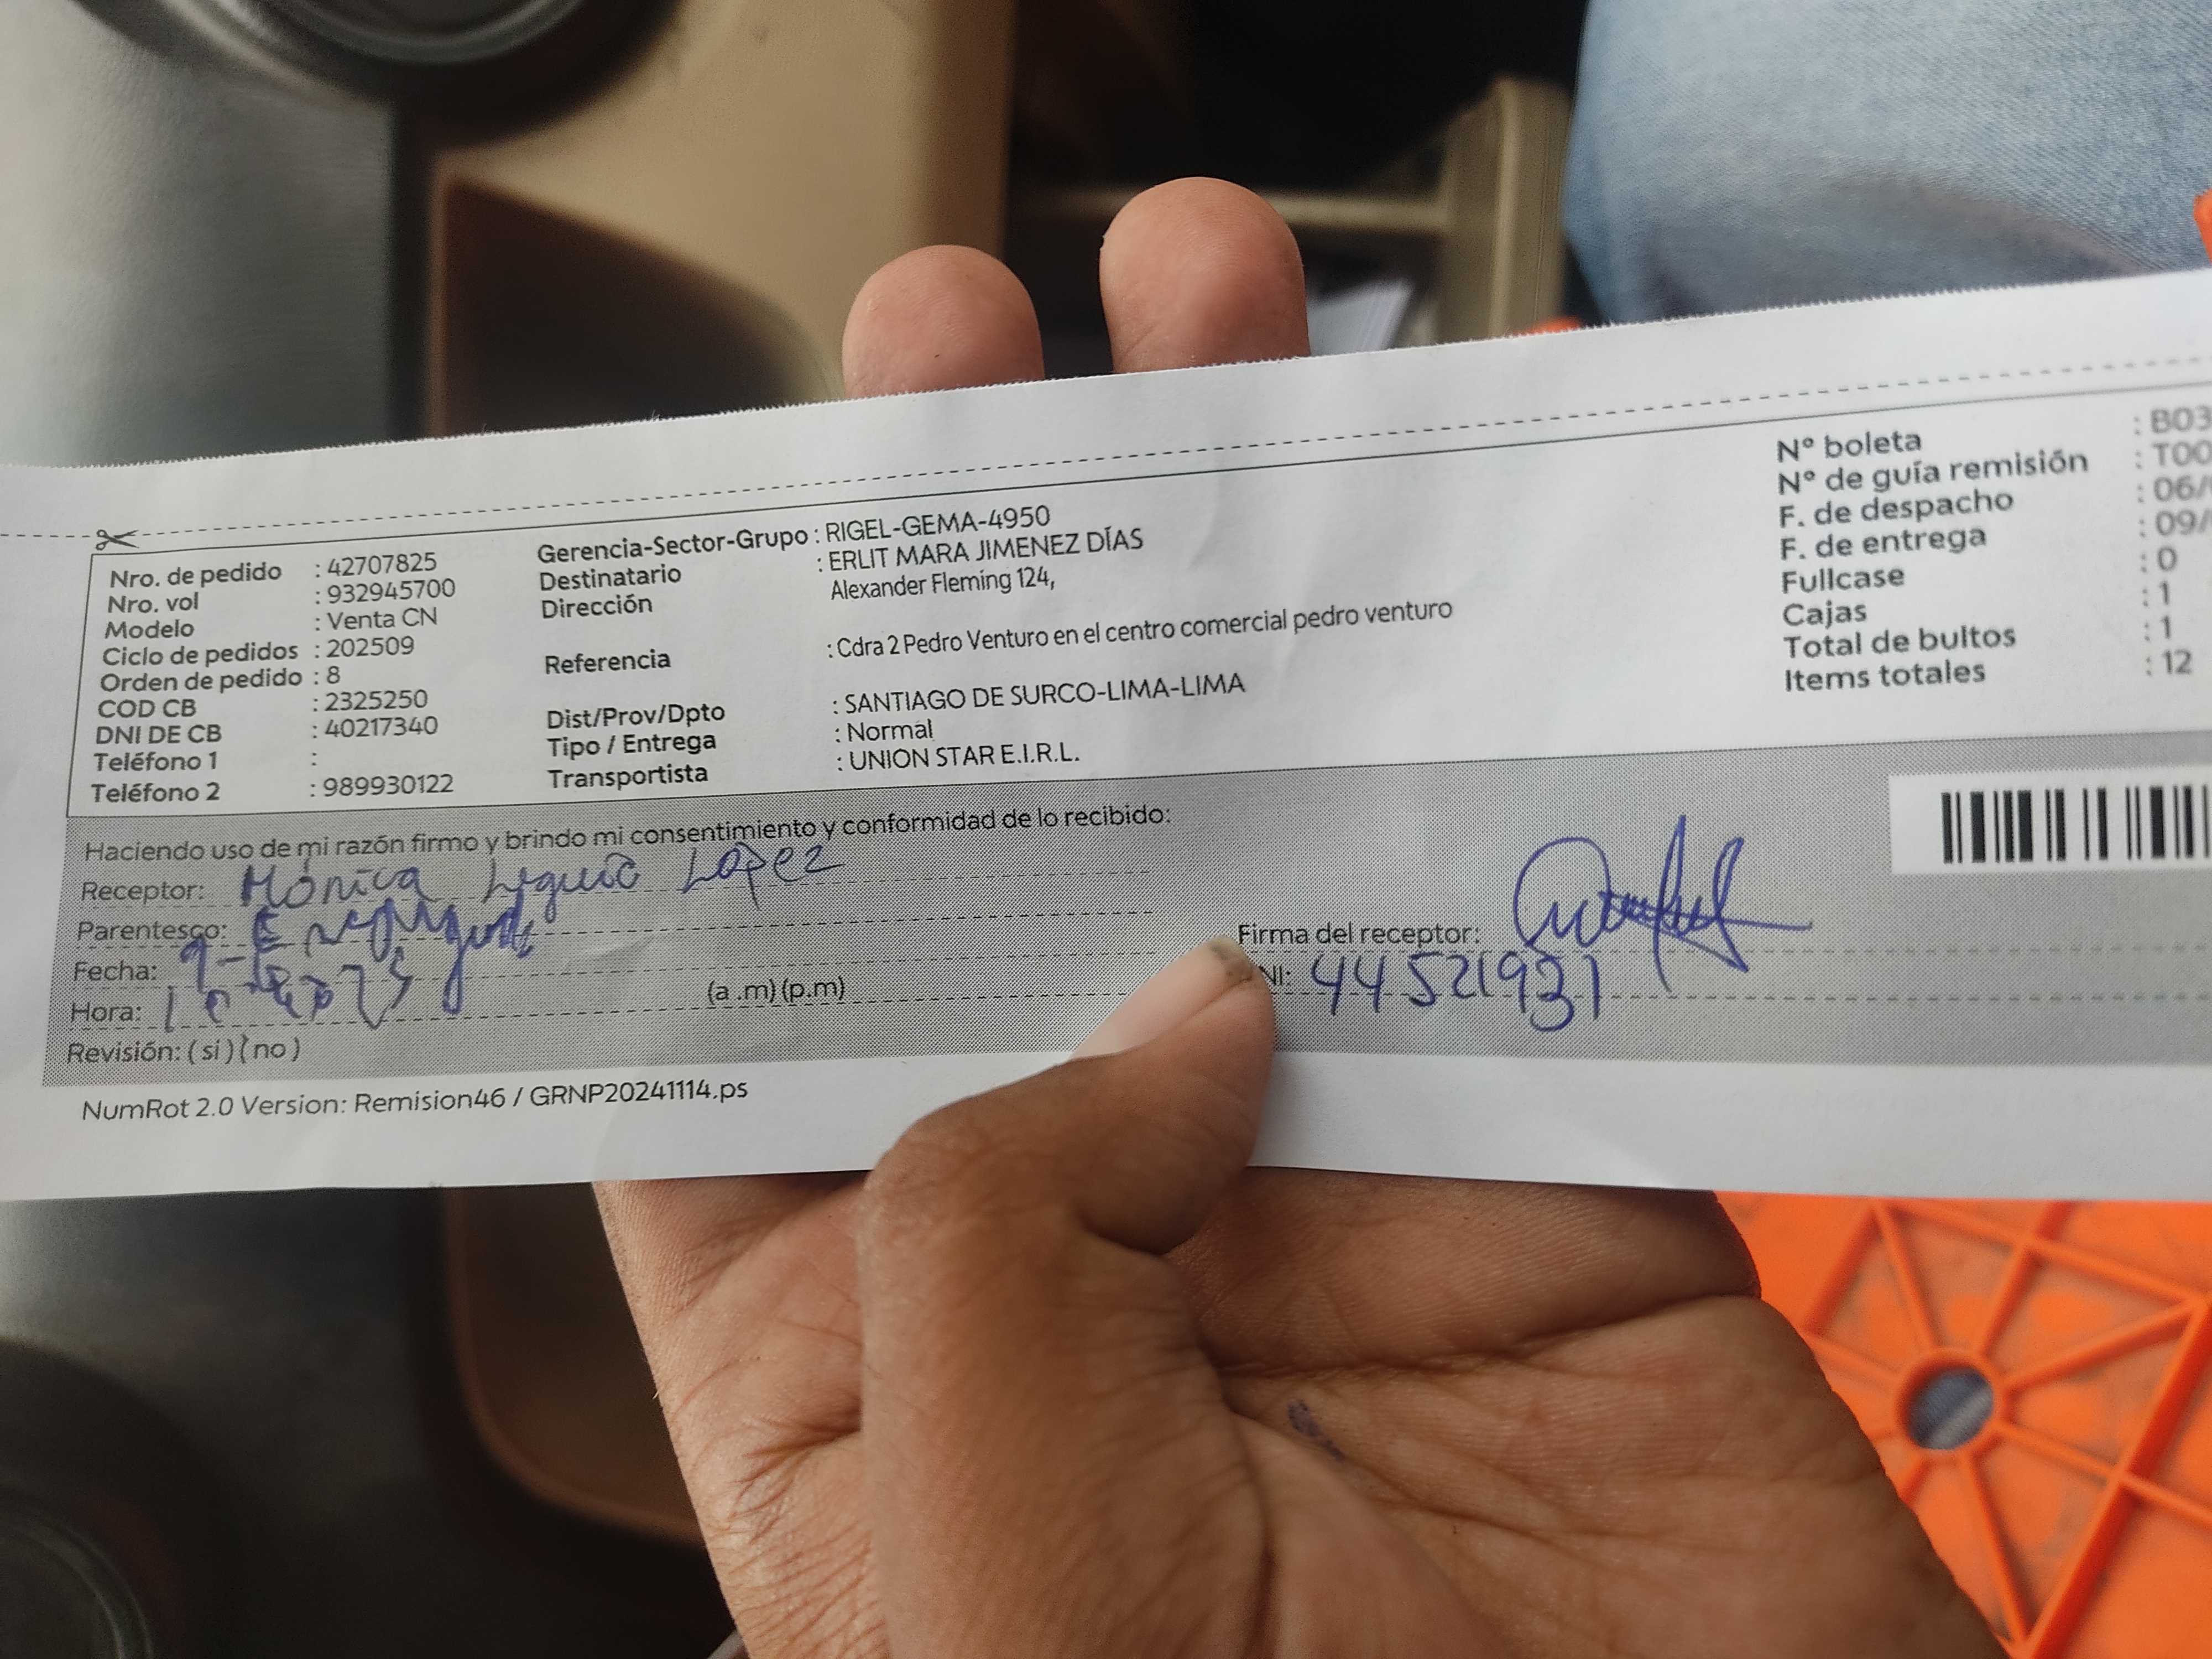 Nro. de pedido : 42707825
Nro. vol : 932945700
Modelo : Venta CN
Ciclo de pedidos : 202509
Orden de pedido : 8
COD CB : 2325250
DNI DE CB : 40217340
Teléfono 1 :
Teléfono 2 : 989930122
Gerencia-Sector-Grupo : RIGEL-GEMA-4950
Destinatario : ERLIT MARA JIMENEZ DÍAS
Dirección Alexander Fleming 124,
Referencia : Cdra 2 Pedro Venturo en el centro comercial pedro venturo
Dist/Prov/Dpto : SANTIAGO DE SURCO-LIMA-LIMA
Tipo / Entrega : Normal
Transportista : UNION STAR E.I.R.L.
Nº boleta : B03
Nº de guía remisión : T00
F. de despacho : 06/
F. de entrega : 09/
Fullcase : 0
Cajas : 1
Total de bultos : 1
Items totales : 12
Haciendo uso de mi razón firmo y brindo mi consentimiento y conformidad de lo recibido:
Receptor: Mónica López
Parentesco:
Fecha:
Hora: (a .m) (p.m)
Revisión: ( si ) ( no )
Firma del receptor:
NI: 44521931
NumRot 2.0 Version: Remision46 / GRNP20241114.ps